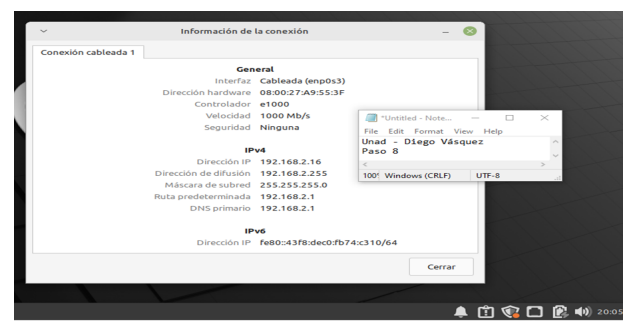 Información de la conexión
Conexión cableada 1
General
Interfaz Cableada (enp0s3)
Dirección hardware 08:00:27:A9:55:3F
Controlador e1000
Velocidad 1000 Mb/s
Seguridad Ninguna
IPv4
Dirección IP 192.168.2.16
Dirección de difusión 192.168.2.255
Máscara de subred 255.255.255.0
Ruta predeterminada 192.168.2.1
DNS primario 192.168.2.1
IPv6
Dirección IP fe80::43f8:dec0:fb74:c310/64
Cerrar
*Untitled - Note...
File Edit Format View Help
Unad - Diego Vásquez
Paso 8
100% Windows (CRLF) UTF-8
20:05